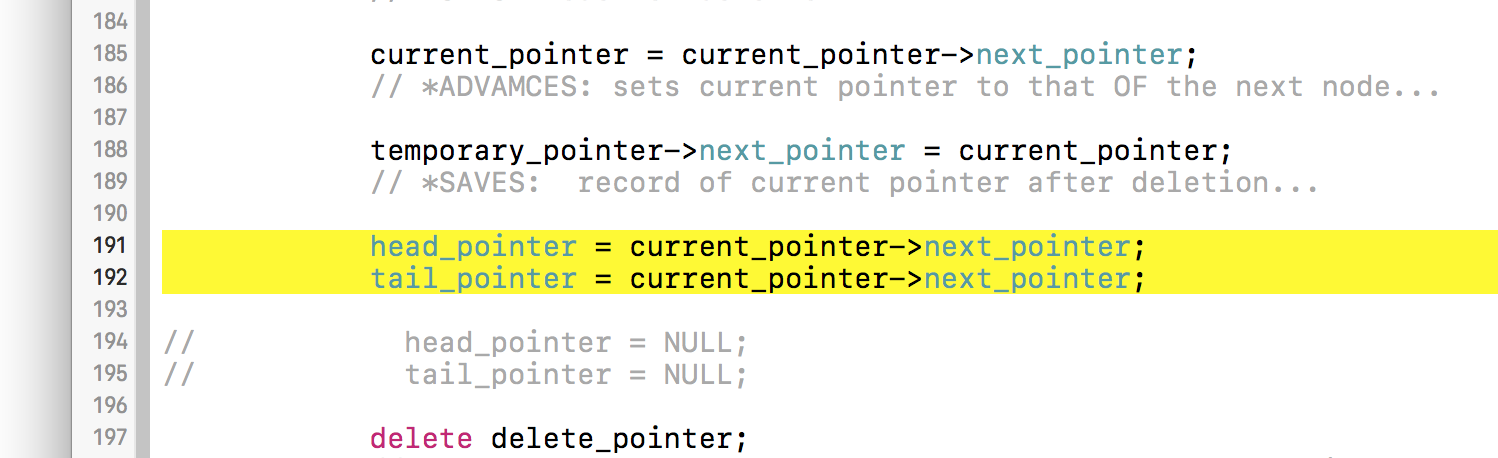 184
185 current_pointer = current_pointer->next_pointer;
186 // *ADVAMCES: sets current pointer to that OF the next node...
187
188 temporary_pointer->next_pointer = current_pointer;
189 // *SAVES:  record of current pointer after deletion...
190
191 head_pointer = current_pointer->next_pointer;
192 tail_pointer = current_pointer->next_pointer;
193
194 // head_pointer = NULL;
195 // tail_pointer = NULL;
196
197 delete delete_pointer;